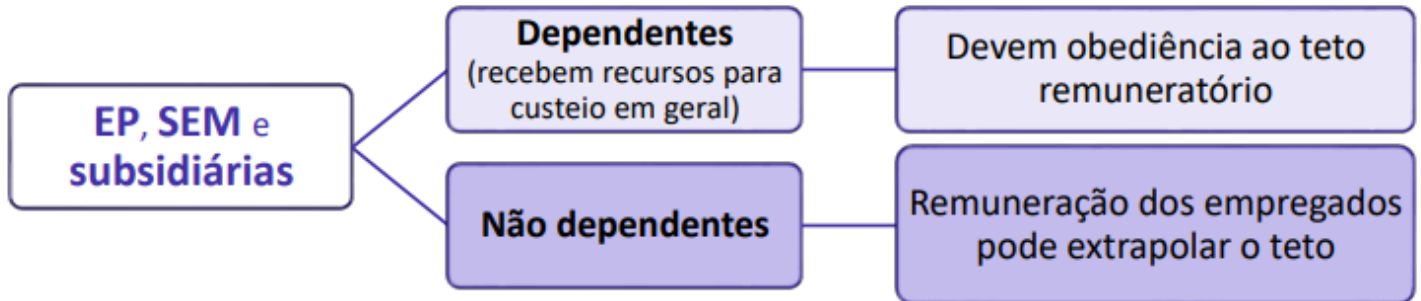 EP, SEM e
subsidiárias
Dependentes
(recebem recursos para
custeio em geral)
Devem obediência ao teto
remuneratório
Não dependentes
Remuneração dos empregados
pode extrapolar o teto